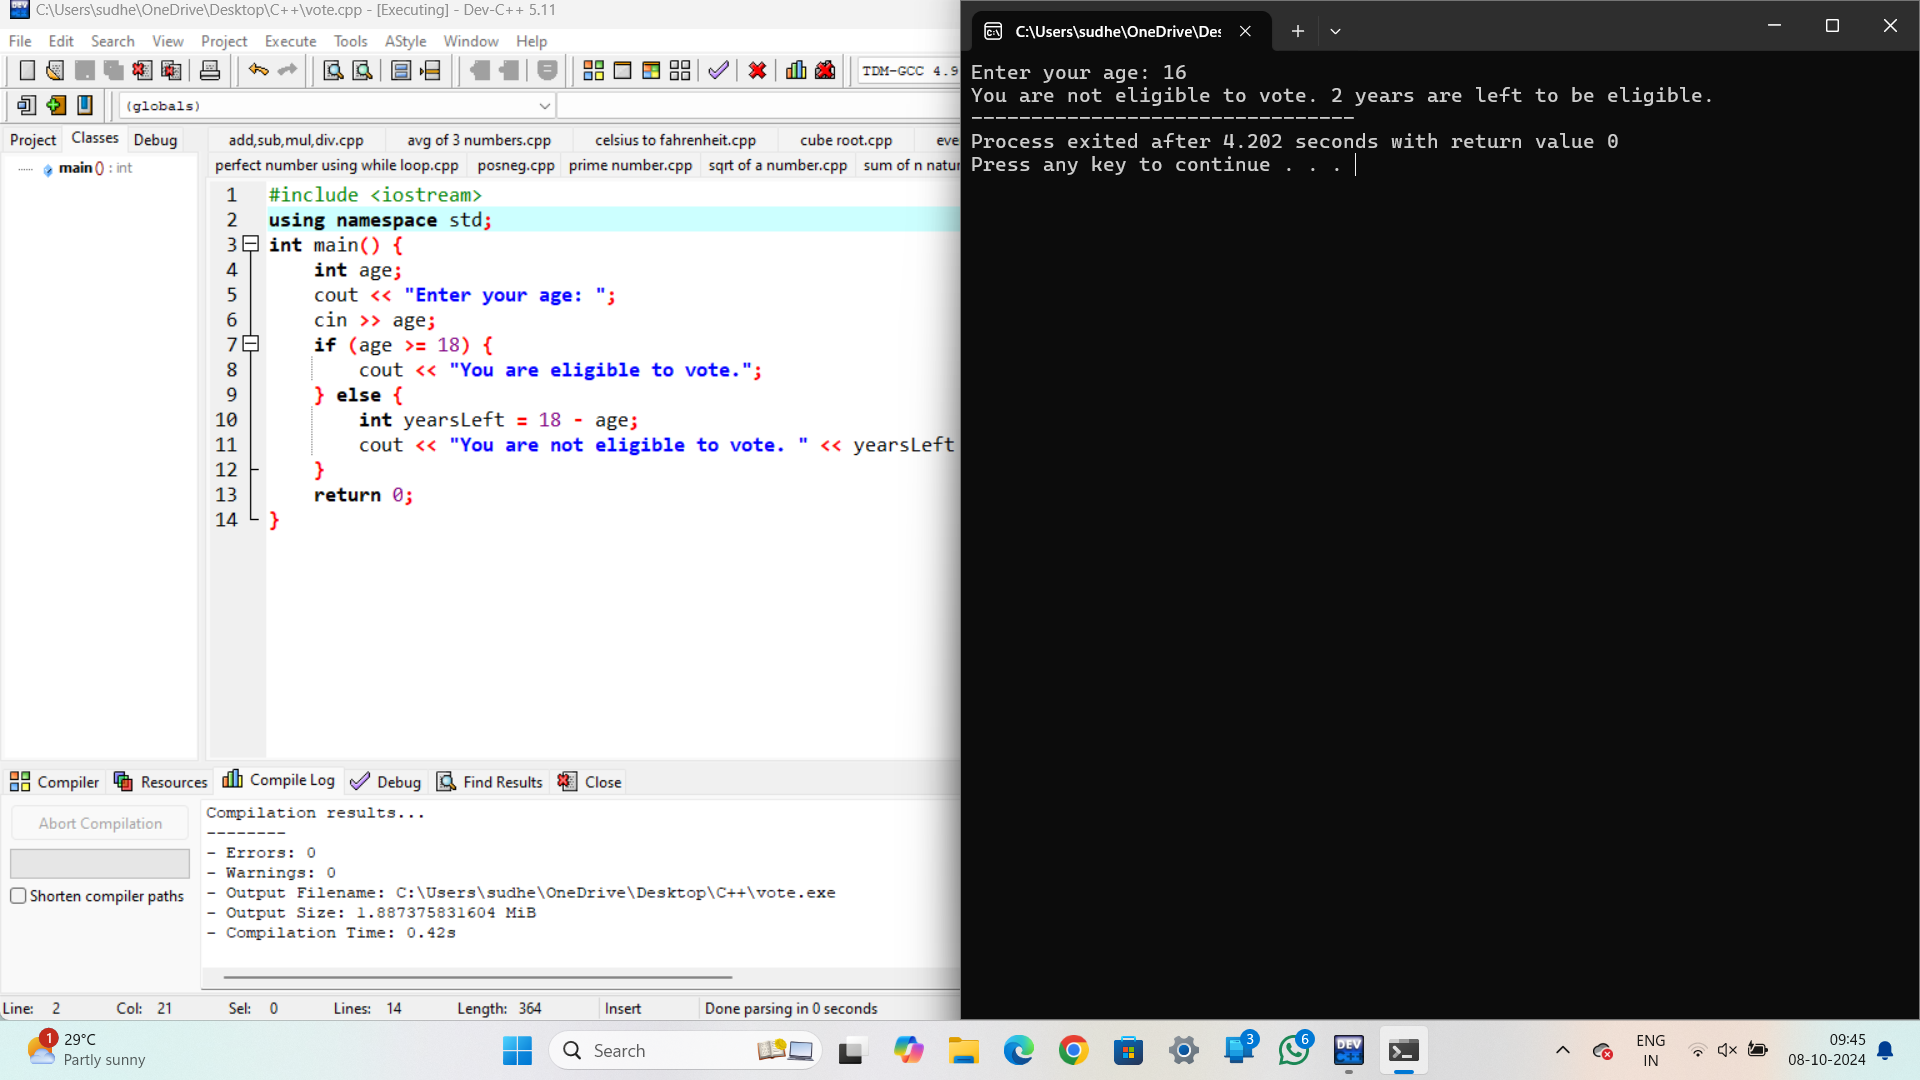 C:\Users\sudhe\OneDrive\Desktop\C++\vote.cpp - [Executing] - Dev-C++ 5.11
File Edit Search View Project Execute Tools AStyle Window Help
TDM-GCC 4.9
(globals)
Project Classes Debug
main () : int
add,sub,mul,div.cpp avg of 3 numbers.cpp celsius to fahrenheit.cpp cube root.cpp eve
perfect number using while loop.cpp posneg.cpp prime number.cpp sqrt of a number.cpp sum of n natu
1 #include <iostream>
2 using namespace std;
3 int main() {
4 int age;
5 cout << "Enter your age: ";
6 cin >> age;
7 if (age >= 18) {
8 cout << "You are eligible to vote.";
9 } else {
10 int yearsLeft = 18 - age;
11 cout << "You are not eligible to vote. " << yearsLeft
12 }
13 return 0;
14 }
Compiler Resources Compile Log Debug Find Results Close
Abort Compilation
Shorten compiler paths
Compilation results...
--------
- Errors: 0
- Warnings: 0
- Output Filename: C:\Users\sudhe\OneDrive\Desktop\C++\vote.exe
- Output Size: 1.887375831604 MiB
- Compilation Time: 0.42s
Line: 2 Col: 21 Sel: 0 Lines: 14 Length: 364 Insert Done parsing in 0 seconds
C:\Users\sudhe\OneDrive\Des
Enter your age: 16
You are not eligible to vote. 2 years are left to be eligible.
--------------------------------
Process exited after 4.202 seconds with return value 0
Press any key to continue . . .
1
29°C
Partly sunny
Search
3
6
DEV
C++
ENG
IN
09:45
08-10-2024